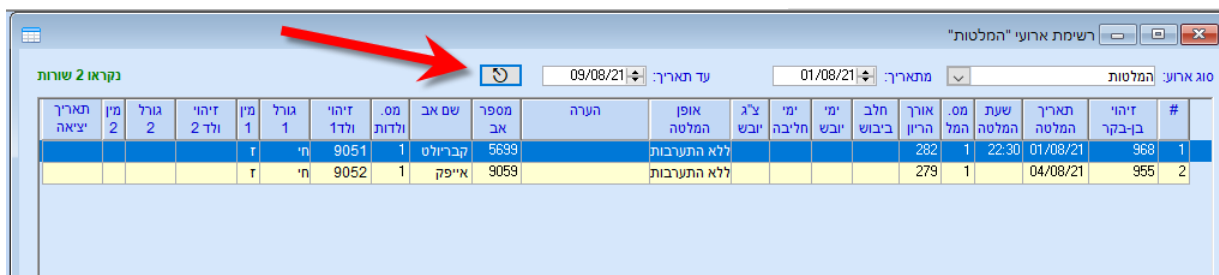 רשימת ארועי "המלטות"
סוג ארוע: המלטות מתאריך: 01/08/21 עד תאריך: 09/08/21 נקראו 2 שורות
# זיהוי בן-בקר תאריך המלטה שעת המלטה מס. המל אורך הריון חלב ביבוש ימי יובש ימי חליבה צ"ג יובש אופן המלטה הערה מספר אב שם אב מס. ולדות זיהוי ולד1 גורל 1 מין 1 זיהוי ולד 2 גורל 2 מין 2 תאריך יציאה
1 968 01/08/21 22:30 1 282 ללא התערבות 5699 קבריולט 1 9051 חי ז
2 955 04/08/21 1 279 ללא התערבות 9059 אייפק 1 9052 חי ז